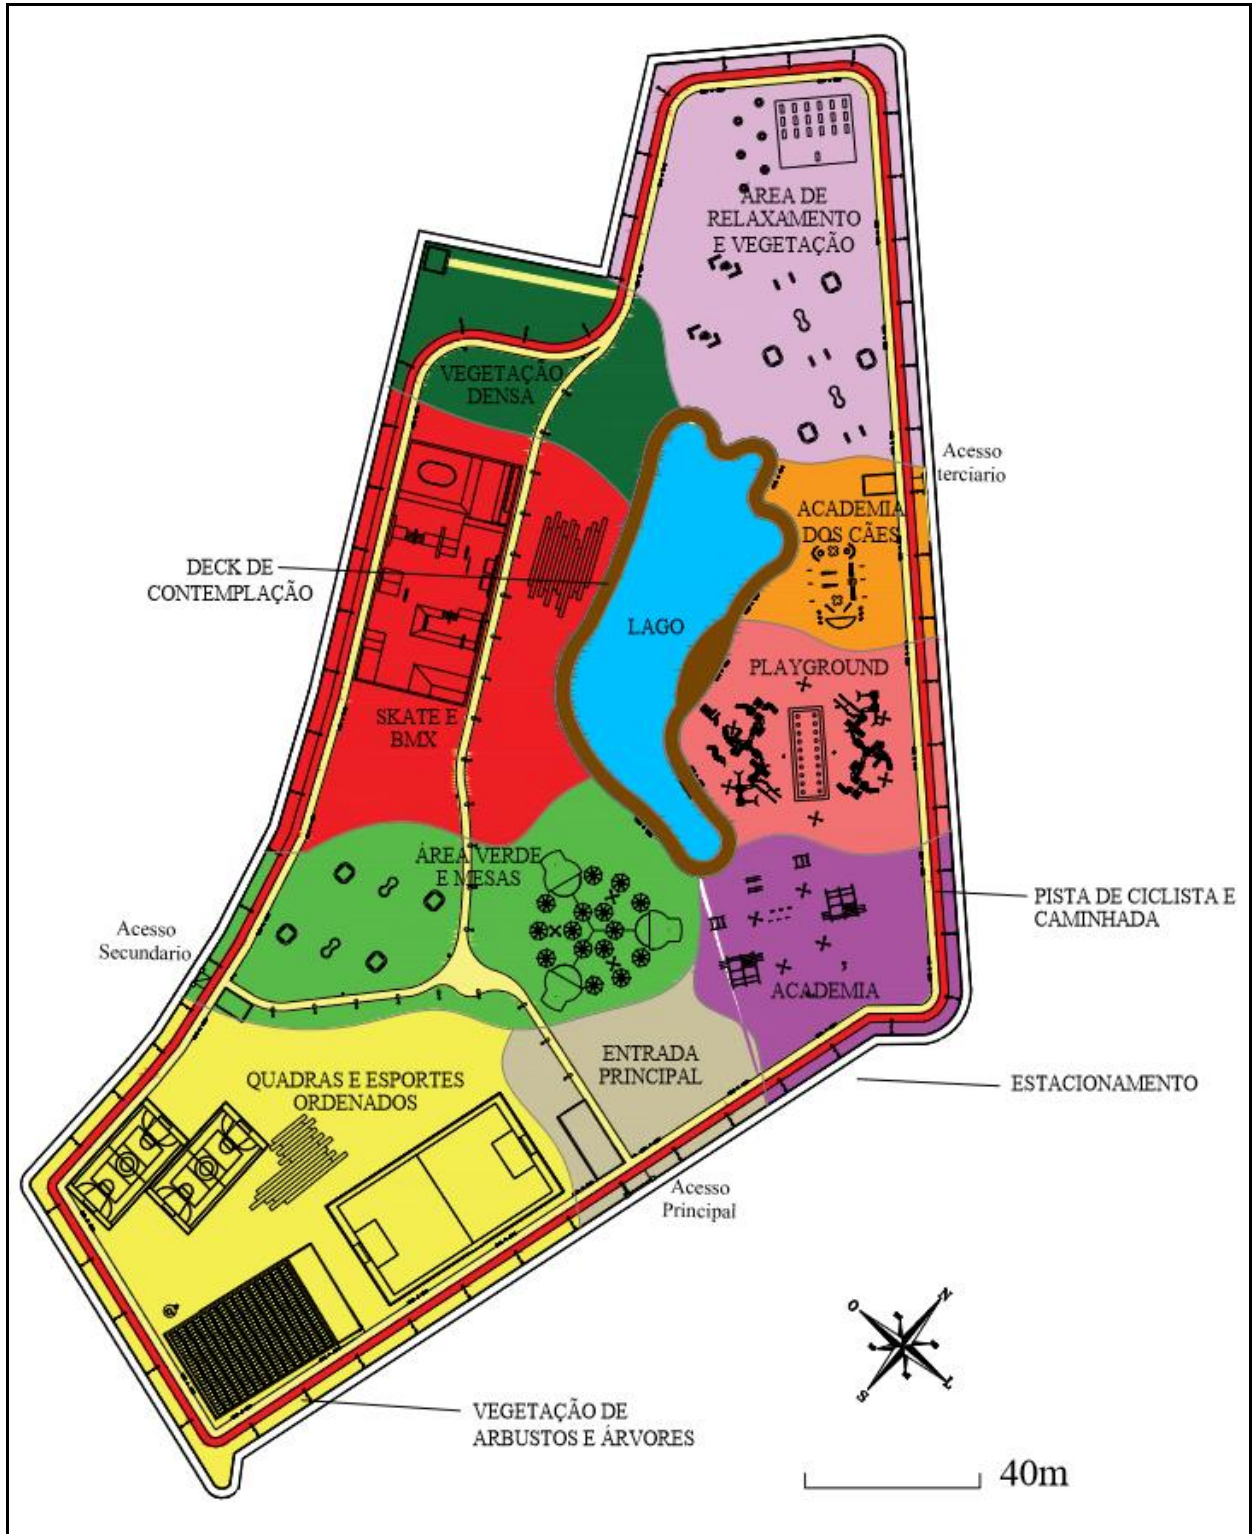 ÁREA DE
RELAXAMENTO
E VEGETAÇÃO
VEGETAÇÃO
DENSA
Acesso
terciario
ACADEMIA
DOS CÃES
DECK DE
CONTEMPLAÇÃO
LAGO
PLAYGROUND
SKATE E
BMX
ÁREA VERDE
E MESAS
PISTA DE CICLISTA E
CAMINHADA
Acesso
Secundario
ACADEMIA
ENTRADA
PRINCIPAL
QUADRAS E ESPORTES
ORDENADOS
ESTACIONAMENTO
Acesso
Principal
N
O
L
S
VEGETAÇÃO DE
ARBUSTOS E ÁRVORES
40m